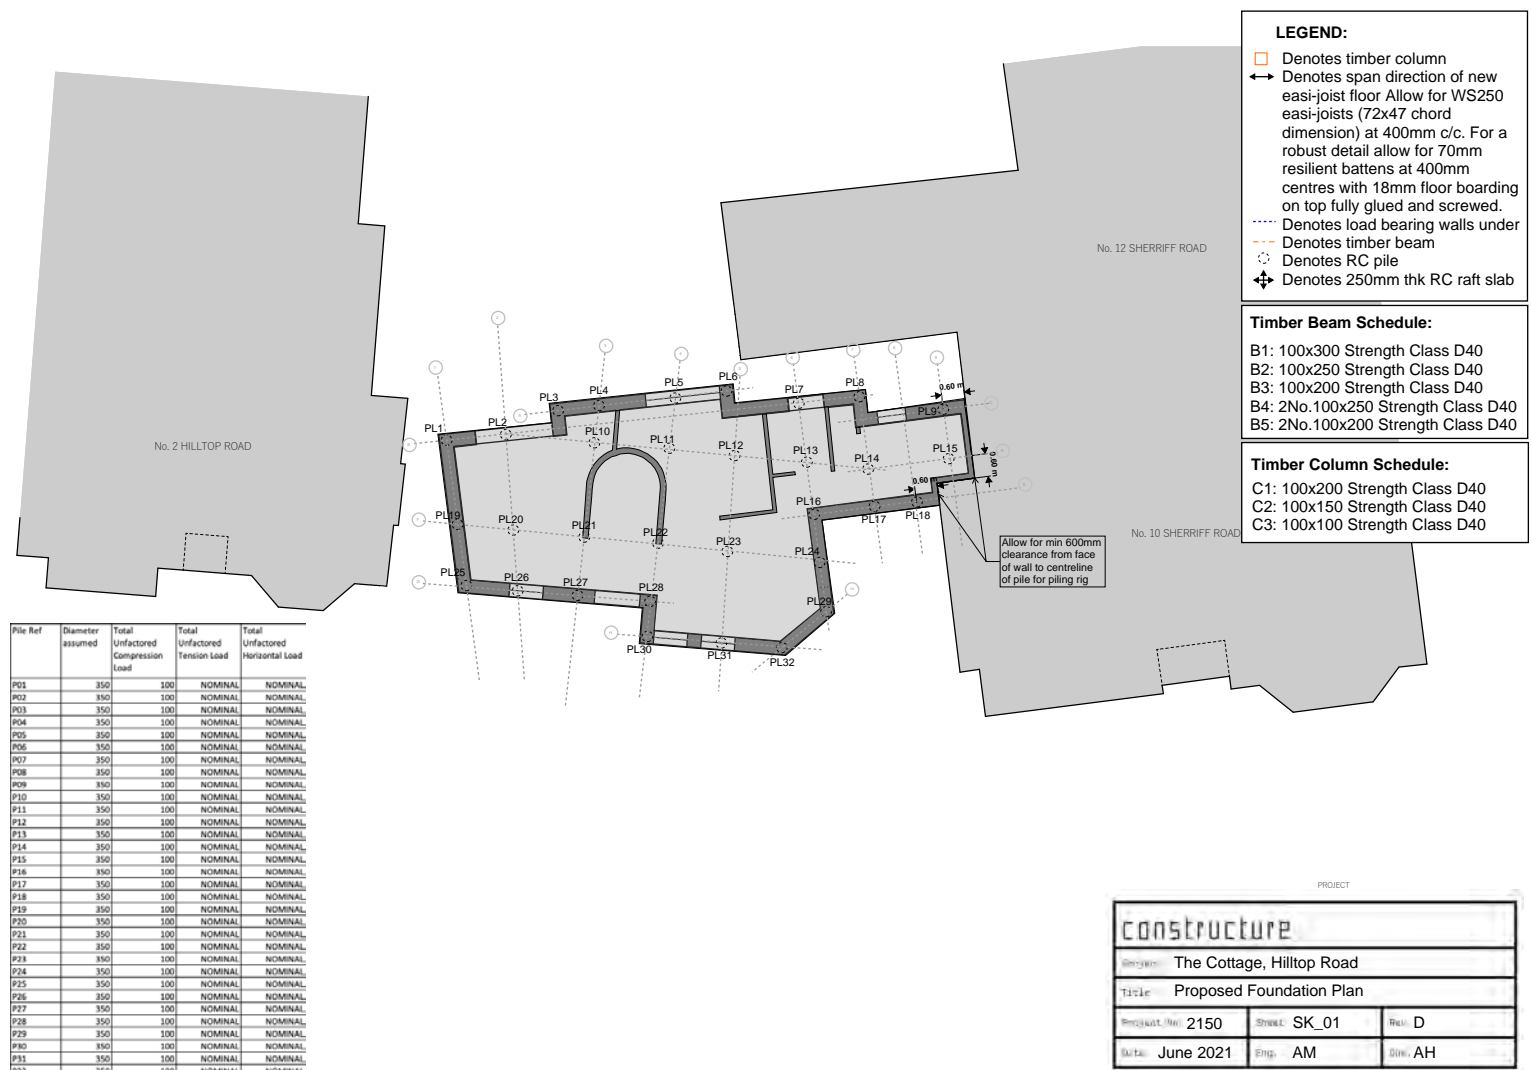 LEGEND:
Denotes timber column
Denotes span direction of new
easi-joist floor Allow for WS250
easi-joists (72x47 chord
dimension) at 400mm c/c. For a
robust detail allow for 70mm
resilient battens at 400mm
centres with 18mm floor boarding
on top fully glued and screwed.
Denotes load bearing walls under
Denotes timber beam
Denotes RC pile
Denotes 250mm thk RC raft slab
Timber Beam Schedule:
B1: 100x300 Strength Class D40
B2: 100x250 Strength Class D40
B3: 100x200 Strength Class D40
B4: 2No.100x250 Strength Class D40
B5: 2No.100x200 Strength Class D40
Timber Column Schedule:
C1: 100x200 Strength Class D40
C2: 100x150 Strength Class D40
C3: 100x100 Strength Class D40
No. 12 SHERRIFF ROAD
No. 2 HILLTOP ROAD
No. 10 SHERRIFF ROAD
PL1
PL2
PL3
PL4
PL5
PL6
PL7
PL8
PL9
0.60 m
PL10
PL11
PL12
PL13
PL14
PL15
0.60 m
0.60 m
PL16
PL17
PL18
PL19
PL20
PL21
PL22
PL23
PL24
PL25
PL26
PL27
PL28
PL29
PL30
PL31
PL32
Allow for min 600mm
clearance from face
of wall to centreline
of pile for piling rig
Pile Ref Diameter assumed Total Unfactored Compression Load Total Unfactored Tension Load Total Unfactored Horizontal Load
P01 350 100 NOMINAL NOMINAL
P02 350 100 NOMINAL NOMINAL
P03 350 100 NOMINAL NOMINAL
P04 350 100 NOMINAL NOMINAL
P05 350 100 NOMINAL NOMINAL
P06 350 100 NOMINAL NOMINAL
P07 350 100 NOMINAL NOMINAL
P08 350 100 NOMINAL NOMINAL
P09 350 100 NOMINAL NOMINAL
P10 350 100 NOMINAL NOMINAL
P11 350 100 NOMINAL NOMINAL
P12 350 100 NOMINAL NOMINAL
P13 350 100 NOMINAL NOMINAL
P14 350 100 NOMINAL NOMINAL
P15 350 100 NOMINAL NOMINAL
P16 350 100 NOMINAL NOMINAL
P17 350 100 NOMINAL NOMINAL
P18 350 100 NOMINAL NOMINAL
P19 350 100 NOMINAL NOMINAL
P20 350 100 NOMINAL NOMINAL
P21 350 100 NOMINAL NOMINAL
P22 350 100 NOMINAL NOMINAL
P23 350 100 NOMINAL NOMINAL
P24 350 100 NOMINAL NOMINAL
P25 350 100 NOMINAL NOMINAL
P26 350 100 NOMINAL NOMINAL
P27 350 100 NOMINAL NOMINAL
P28 350 100 NOMINAL NOMINAL
P29 350 100 NOMINAL NOMINAL
P30 350 100 NOMINAL NOMINAL
P31 350 100 NOMINAL NOMINAL
PROJECT
constructure
Project The Cottage, Hilltop Road
Title Proposed Foundation Plan
Project No 2150 Sheet SK_01 Rev. D
Date June 2021 Eng. AM Dir. AH